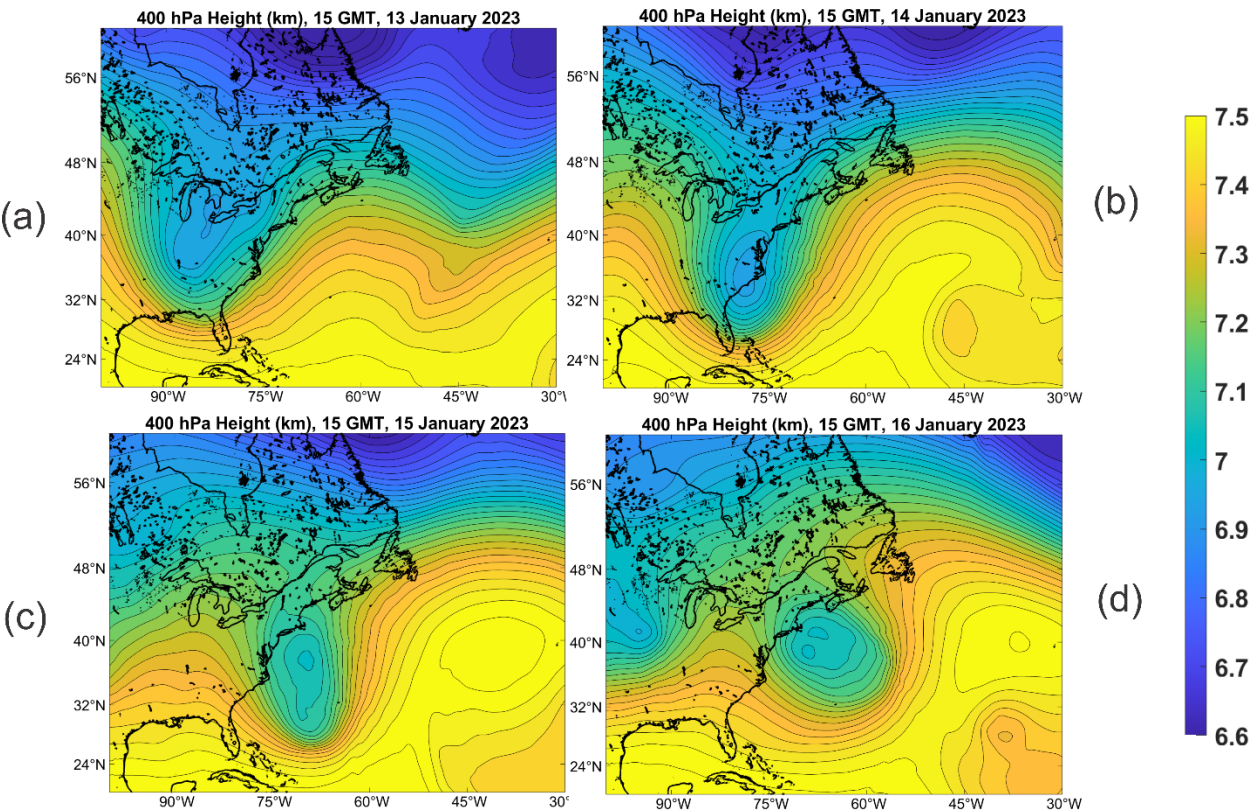 400 hPa Height (km), 15 GMT, 13 January 2023
56°N
48°N
40°N
32°N
24°N
90°W
75°W
60°W
45°W
30°W
(a)
400 hPa Height (km), 15 GMT, 14 January 2023
56°N
48°N
40°N
32°N
24°N
90°W
75°W
60°W
45°W
30°W
(b)
400 hPa Height (km), 15 GMT, 15 January 2023
56°N
48°N
40°N
32°N
24°N
90°W
75°W
60°W
45°W
30°W
(c)
400 hPa Height (km), 15 GMT, 16 January 2023
56°N
48°N
40°N
32°N
24°N
90°W
75°W
60°W
45°W
30°W
(d)
7.5
7.4
7.3
7.2
7.1
7
6.9
6.8
6.7
6.6